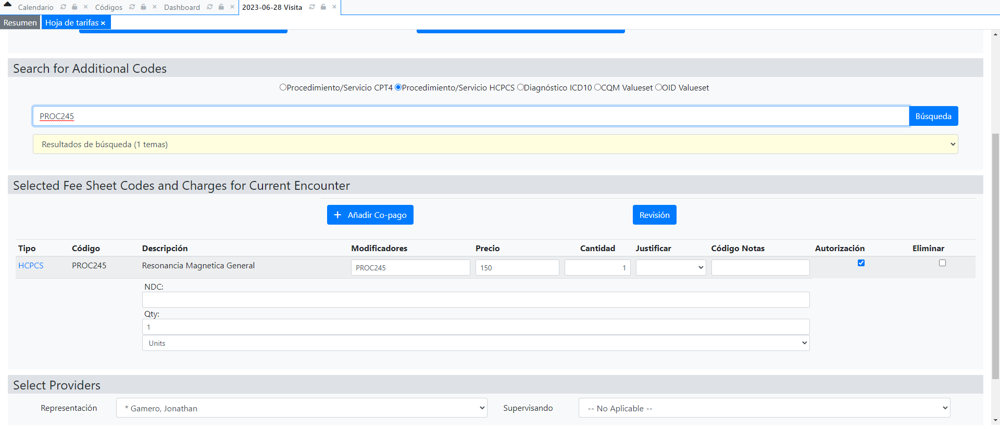 Calendario Códigos Dashboard 2023-06-28 Visita
Resumen Hoja de tarifas
Search for Additional Codes
Procedimiento/Servicio CPT4 Procedimiento/Servicio HCPCS Diagnóstico ICD10 CQM Valueset OID Valueset
PROC245 Búsqueda
Resultados de búsqueda (1 temas)
Selected Fee Sheet Codes and Charges for Current Encounter
+ Añadir Co-pago Revisión
Tipo Código Descripción Modificadores Precio Cantidad Justificar Código Notas Autorización Eliminar
HCPCS PROC245 Resonancia Magnetica General PROC245 150 1
NDC:
Qty:
1
Units
Select Providers
Representación * Gamero, Jonathan Supervisando -- No Aplicable --